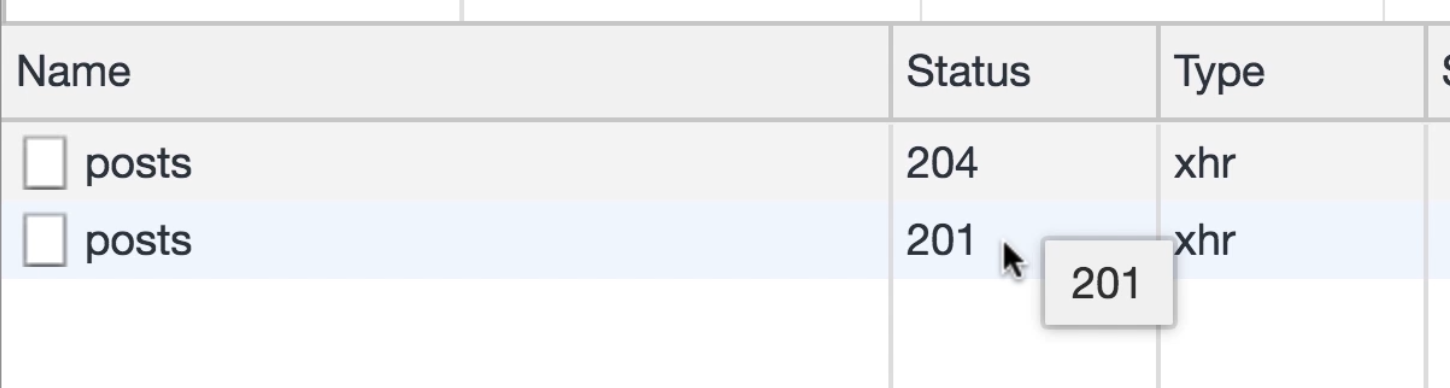 Name Status Type
posts 204 xhr
posts 201 xhr
201